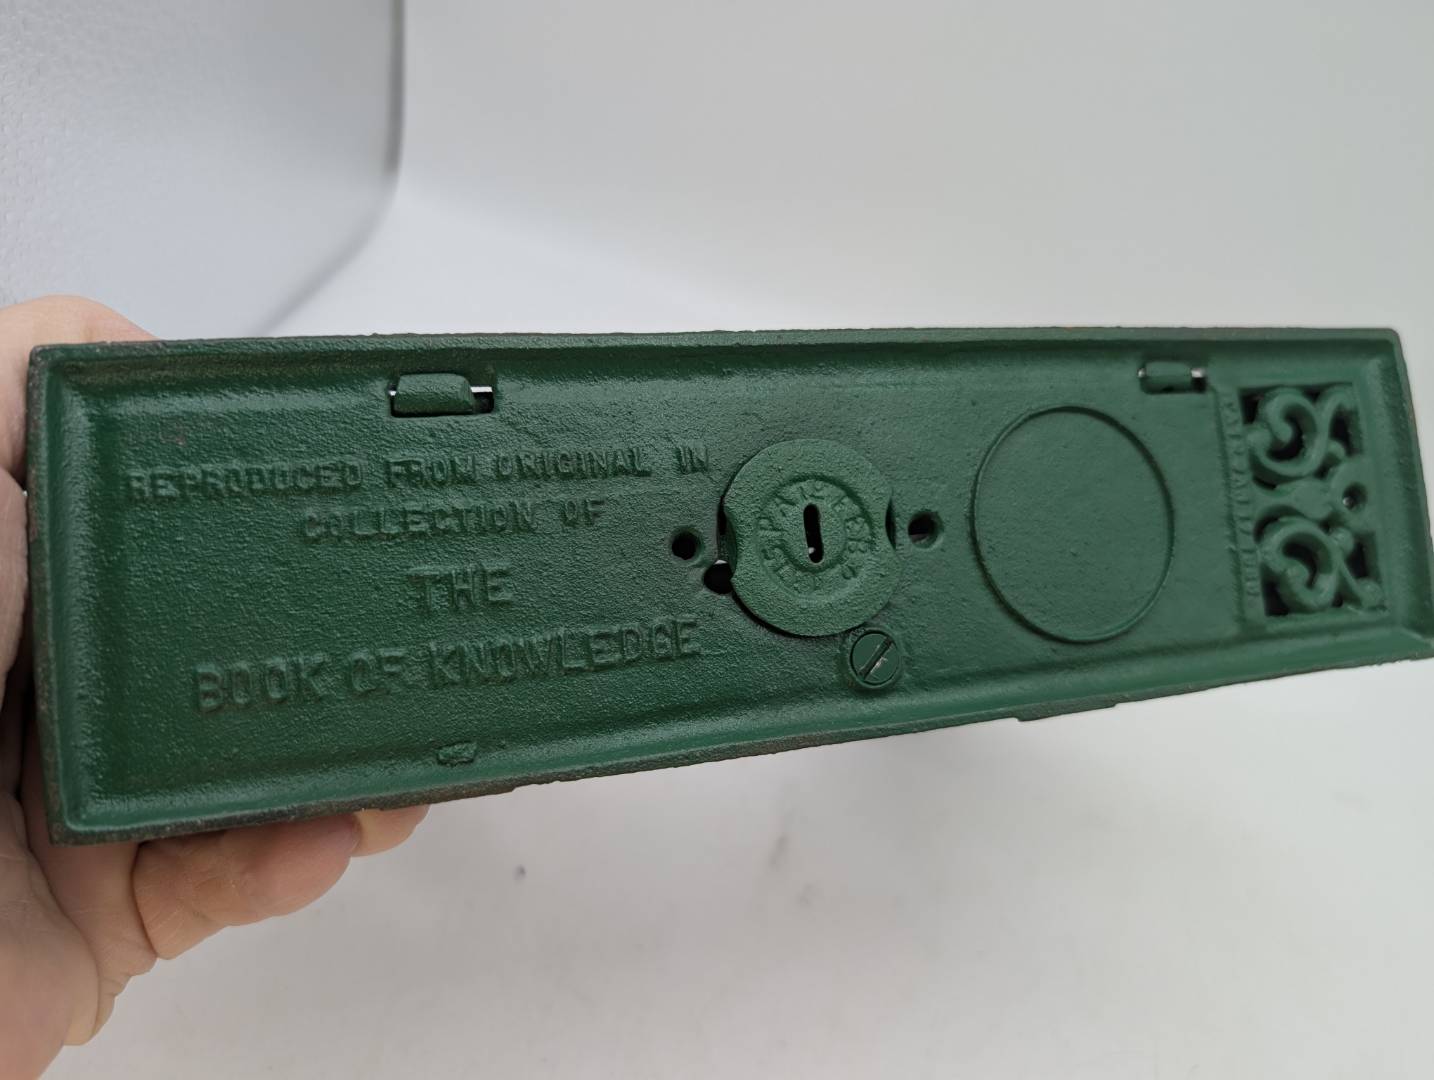 REPRODUCED FROM ORIGINAL IN
COLLECTION OF
THE
BOOK OF KNOWLEDGE